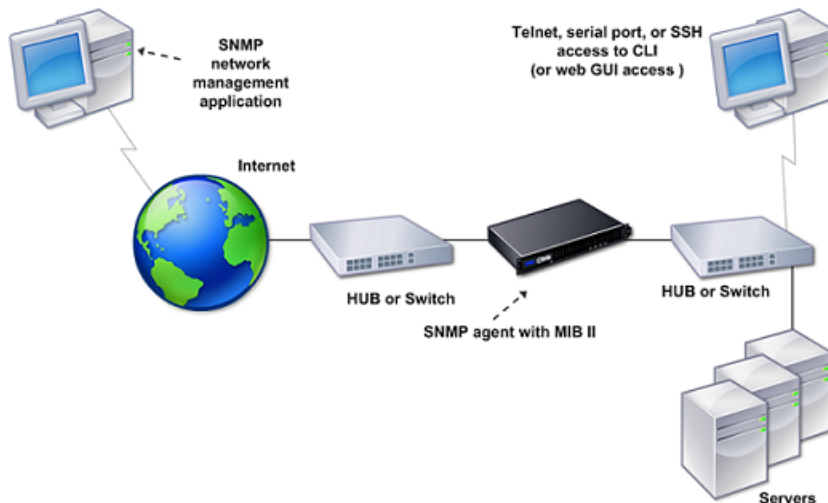 SNMP
network
management
application
Telnet, serial port, or SSH
access to CLI
(or web GUI access )
Internet
HUB or Switch
HUB or Switch
SNMP agent with MIB II
Servers